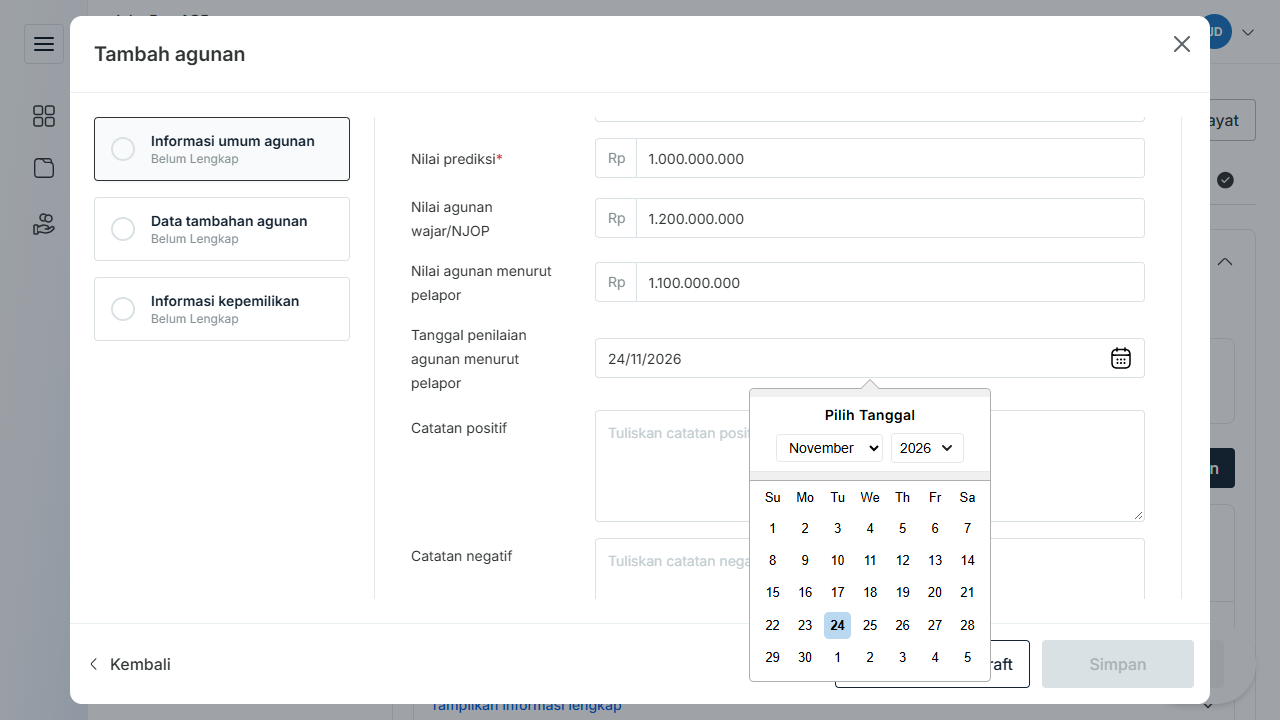 Tambah agunan
JD
ayat
Informasi umum agunan
Belum Lengkap
Data tambahan agunan
Belum Lengkap
Informasi kepemilikan
Belum Lengkap
Nilai prediksi*
Rp 1.000.000.000
Nilai agunan
wajar/NJOP
Rp 1.200.000.000
Nilai agunan menurut
pelapor
Rp 1.100.000.000
Tanggal penilaian
agunan menurut
pelapor
24/11/2026
Catatan positif
Tuliskan catatan posit
Catatan negatif
Tuliskan catatan nega
Pilih Tanggal
November 2026
Su Mo Tu We Th Fr Sa
1 2 3 4 5 6 7
8 9 10 11 12 13 14
15 16 17 18 19 20 21
22 23 24 25 26 27 28
29 30 1 2 3 4 5
n
Kembali
raft
Simpan
Tampilkan informasi lengkap